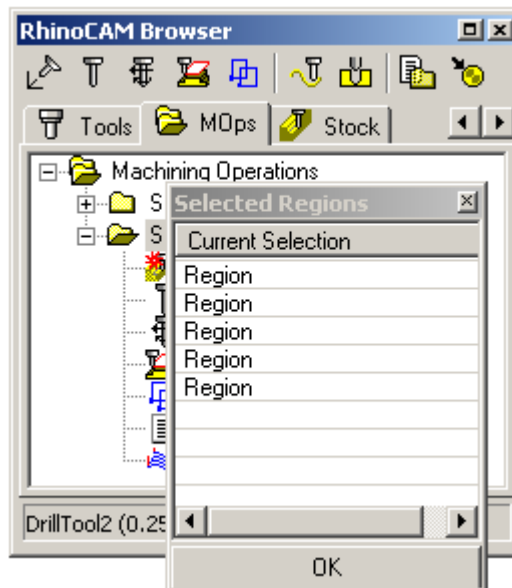 RhinoCAM Browser
Tools MOps Stock
Machining Operations
S
S
Selected Regions
Current Selection
Region
Region
Region
Region
Region
DrillTool2 (0.25
OK